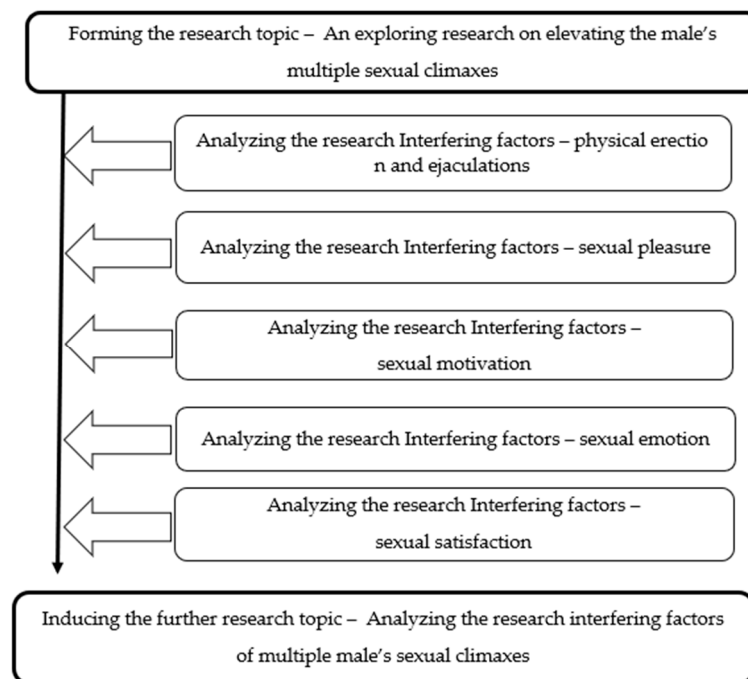 Forming the research topic – An exploring research on elevating the male's
multiple sexual climaxes
Analyzing the research Interfering factors – physical erectio
n and ejaculations
Analyzing the research Interfering factors – sexual pleasure
Analyzing the research Interfering factors –
sexual motivation
Analyzing the research Interfering factors – sexual emotion
Analyzing the research Interfering factors –
sexual satisfaction
Inducing the further research topic – Analyzing the research interfering factors
of multiple male's sexual climaxes